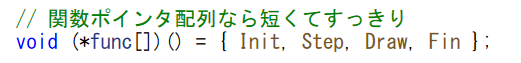 // 関数ポインタ配列なら短くてすっきり
void (*func[])() = { Init, Step, Draw, Fin };